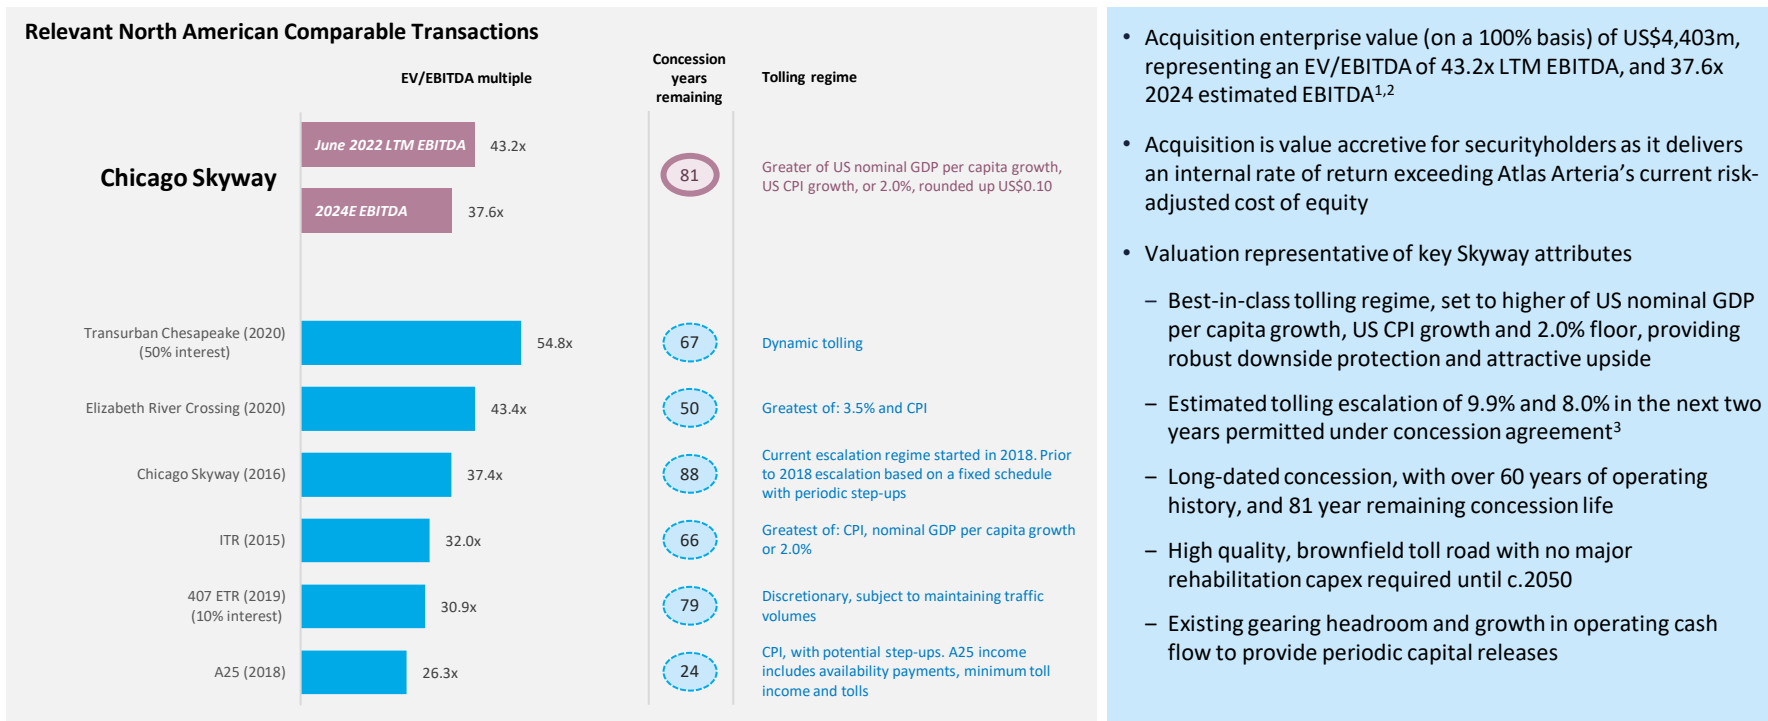 Relevant North American Comparable Transactions
EV/EBITDA multiple
Concession
years
remaining
Tolling regime
Chicago Skyway
June 2022 LTM EBITDA
43.2x
2024E EBITDA
37.6x
81
Greater of US nominal GDP per capita growth,
US CPI growth, or 2.0%, rounded up US$0.10
Transurban Chesapeake (2020)
(50% interest)
54.8x
67
Dynamic tolling
Elizabeth River Crossing (2020)
43.4x
50
Greatest of: 3.5% and CPI
Chicago Skyway (2016)
37.4x
88
Current escalation regime started in 2018. Prior
to 2018 escalation based on a fixed schedule
with periodic step-ups
ITR (2015)
32.0x
66
Greatest of: CPI, nominal GDP per capita growth
or 2.0%
407 ETR (2019)
(10% interest)
30.9x
79
Discretionary, subject to maintaining traffic
volumes
A25 (2018)
26.3x
24
CPI, with potential step-ups. A25 income
includes availability payments, minimum toll
income and tolls
• Acquisition enterprise value (on a 100% basis) of US$4,403m,
representing an EV/EBITDA of 43.2x LTM EBITDA, and 37.6x
2024 estimated EBITDA1,2
• Acquisition is value accretive for securityholders as it delivers
an internal rate of return exceeding Atlas Arteria's current risk-
adjusted cost of equity
• Valuation representative of key Skyway attributes
– Best-in-class tolling regime, set to higher of US nominal GDP
per capita growth, US CPI growth and 2.0% floor, providing
robust downside protection and attractive upside
– Estimated tolling escalation of 9.9% and 8.0% in the next two
years permitted under concession agreement3
– Long-dated concession, with over 60 years of operating
history, and 81 year remaining concession life
– High quality, brownfield toll road with no major
rehabilitation capex required until c.2050
– Existing gearing headroom and growth in operating cash
flow to provide periodic capital releases